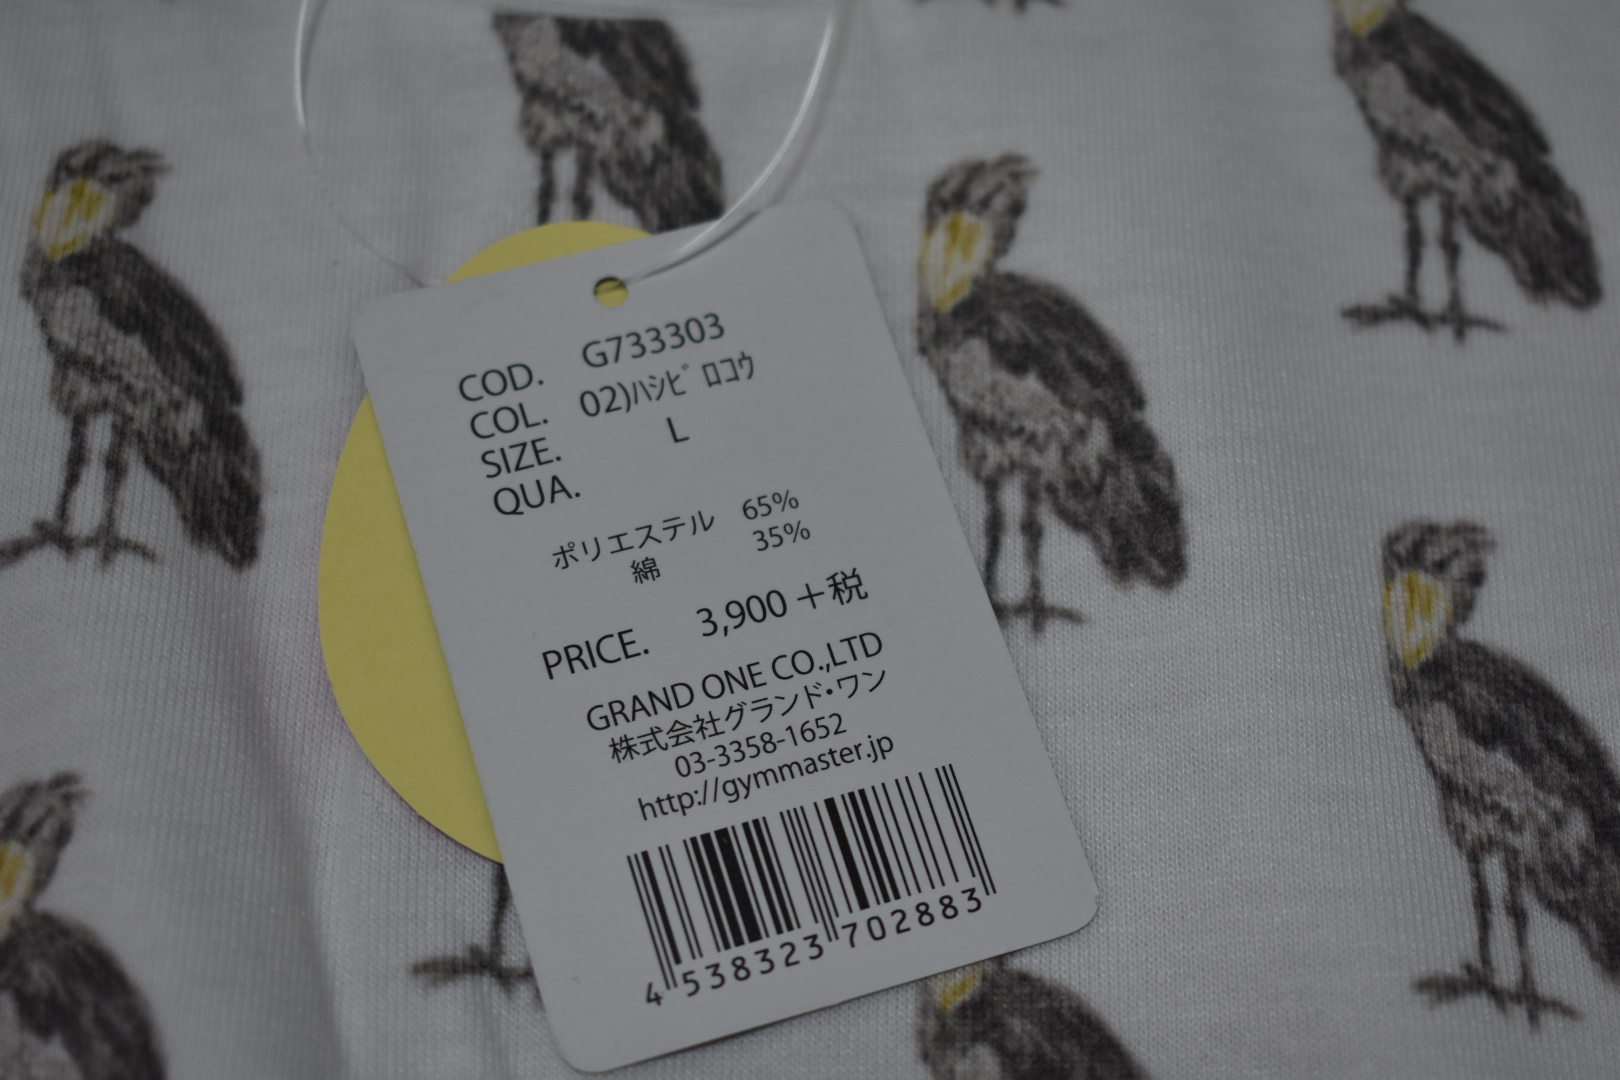 COD. G733303
COL. 02)ﾊｼﾋﾞﾛｺｳ
SIZE. L
QUA.
ポリエステル 65%
綿 35%
PRICE. 3,900＋税
GRAND ONE CO.,LTD
株式会社グランド・ワン
03-3358-1652
http://gymmaster.jp
4 538323 702883